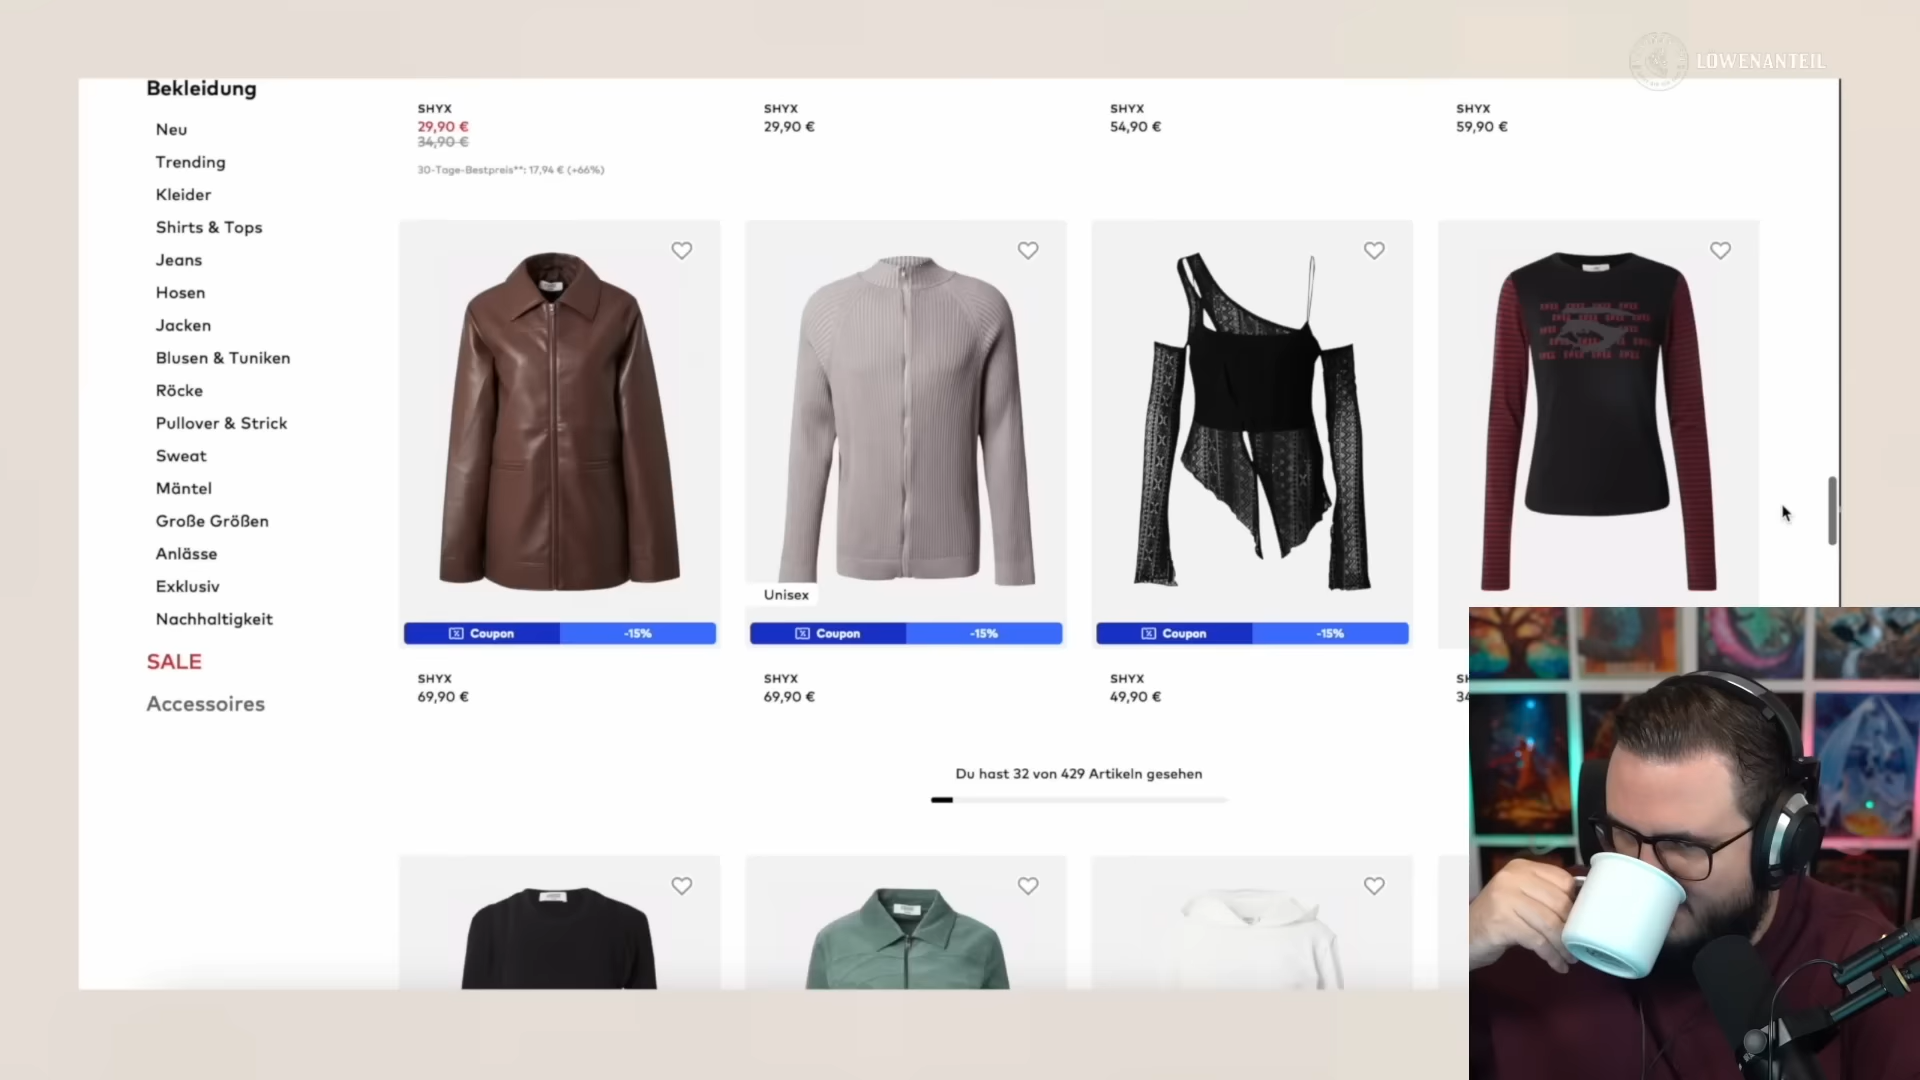 LÖWENANTEIL
Bekleidung
Neu
Trending
Kleider
Shirts & Tops
Jeans
Hosen
Jacken
Blusen & Tuniken
Röcke
Pullover & Strick
Sweat
Mäntel
Große Größen
Anlässe
Exklusiv
Nachhaltigkeit
SALE
Accessoires
SHYX
29,90 €
34,90 €
30-Tage-Bestpreis**: 17,94 € (+66%)
SHYX
29,90 €
SHYX
54,90 €
SHYX
59,90 €
Coupon -15%
SHYX
69,90 €
Unisex
Coupon -15%
SHYX
69,90 €
Coupon -15%
SHYX
49,90 €
SH
34
Du hast 32 von 429 Artikeln gesehen